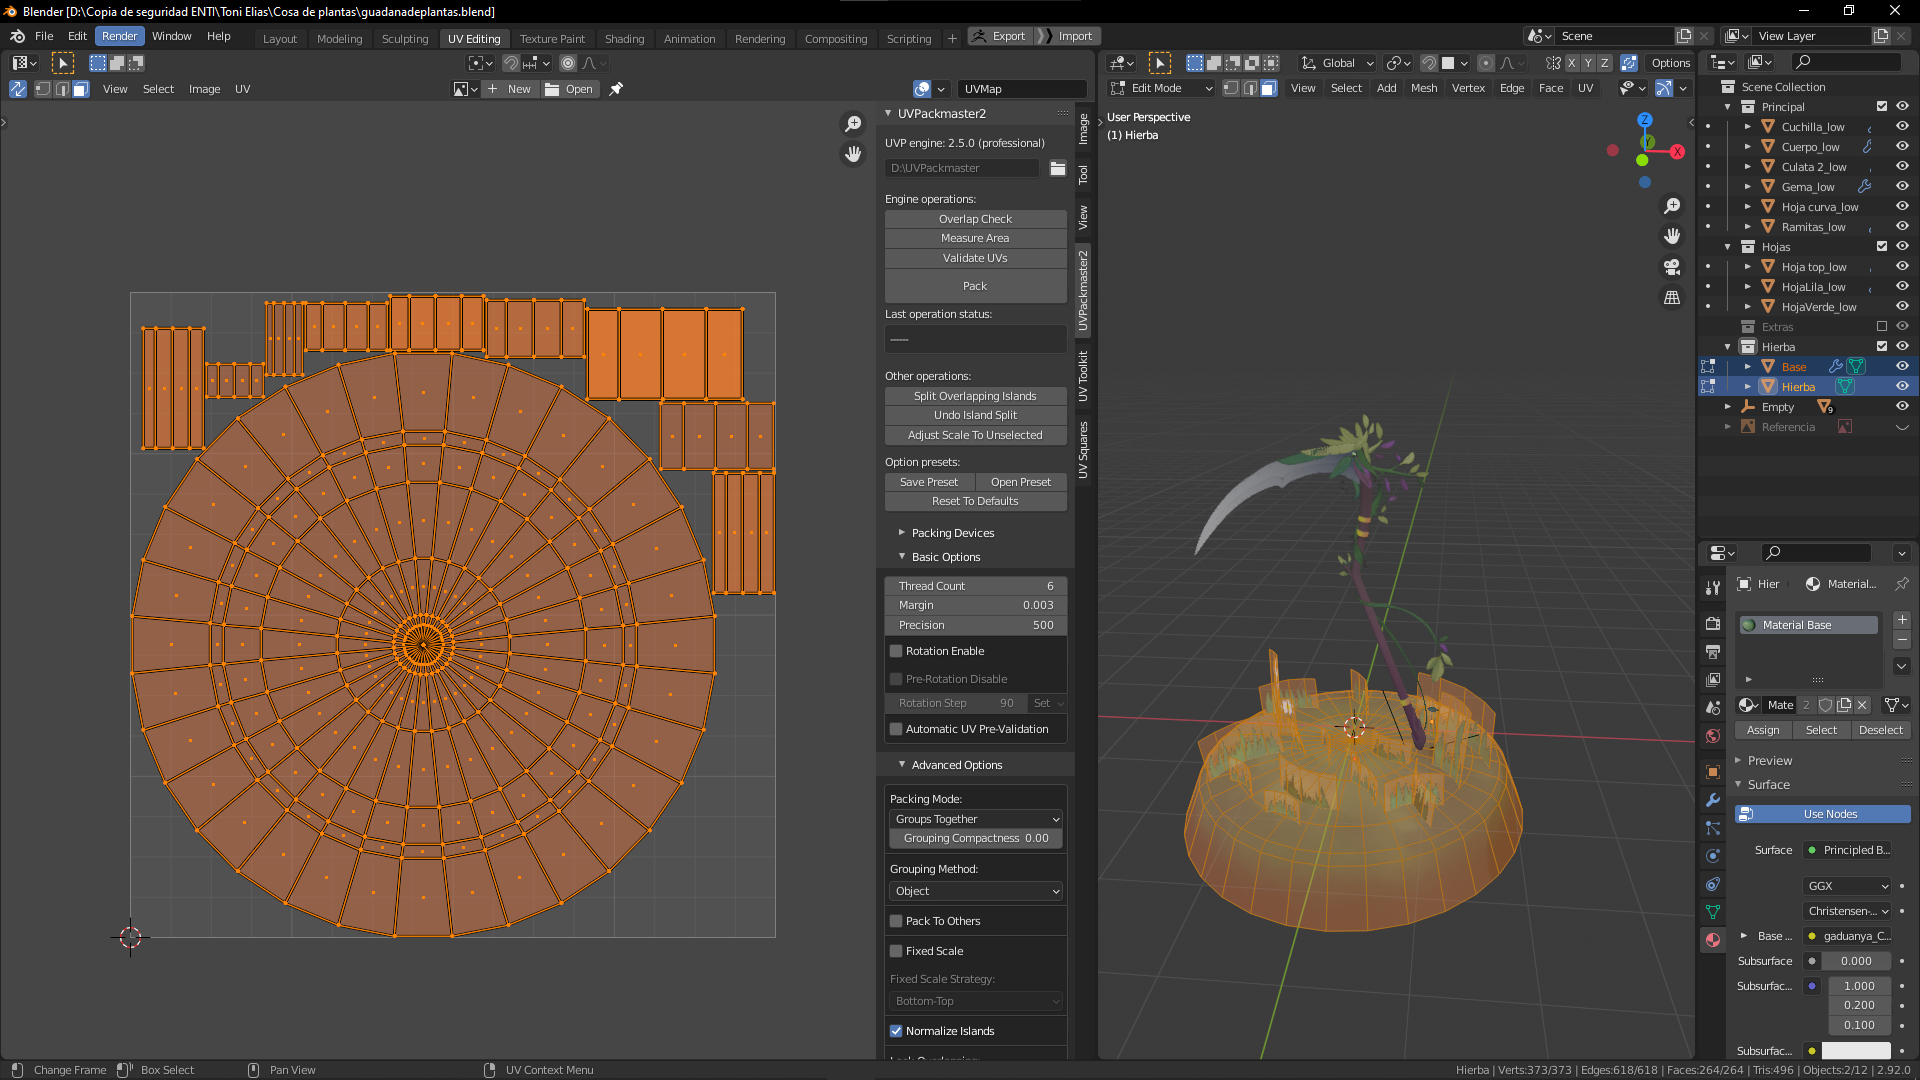 Blender [D:\Copia de seguridad ENTI\Toni Elias\Cosa de plantas\guadanadeplantas.blend]
File Edit Render Window Help
Layout Modeling Sculpting UV Editing Texture Paint Shading Animation Rendering Compositing Scripting
Export Import
Scene
View Layer
View Select Image UV
New Open
UVMap
UVPackmaster2
UVP engine: 2.5.0 (professional)
D:\UVPackmaster
Engine operations:
Overlap Check
Measure Area
Validate UVs
Pack
Last operation status:
-----
Other operations:
Split Overlapping Islands
Undo Island Split
Adjust Scale To Unselected
Option presets:
Save Preset Open Preset
Reset To Defaults
Packing Devices
Basic Options
Thread Count 6
Margin 0.003
Precision 500
Rotation Enable
Pre-Rotation Disable
Rotation Step 90 Set
Automatic UV Pre-Validation
Advanced Options
Packing Mode:
Groups Together
Grouping Compactness 0.00
Grouping Method:
Object
Pack To Others
Fixed Scale
Fixed Scale Strategy:
Bottom-Top
Normalize Islands
Image
Tool
View
UVPackmaster2
UV Toolkit
UV Squares
Global
X Y Z
Options
Edit Mode View Select Add Mesh Vertex Edge Face UV
User Perspective
(1) Hierba
Z
Y
X
Scene Collection
Principal
Cuchilla_low
Cuerpo_low
Culata 2_low
Gema_low
Hoja curva_low
Ramitas_low
Hojas
Hoja top_low
HojaLila_low
HojaVerde_low
Extras
Hierba
Base
Hierba
Empty 9
Referencia
Hier Material...
Material Base
Mate 2
Assign Select Deselect
Preview
Surface
Use Nodes
Surface Principled B...
GGX
Christensen-...
Base ... gaduanya_C...
Subsurface 0.000
Subsurfac... 1.000
0.200
0.100
Subsurfac...
Change Frame Box Select Pan View UV Context Menu
Hierba | Verts:373/373 | Edges:618/618 | Faces:264/264 | Tris:496 | Objects:2/12 | 2.92.0